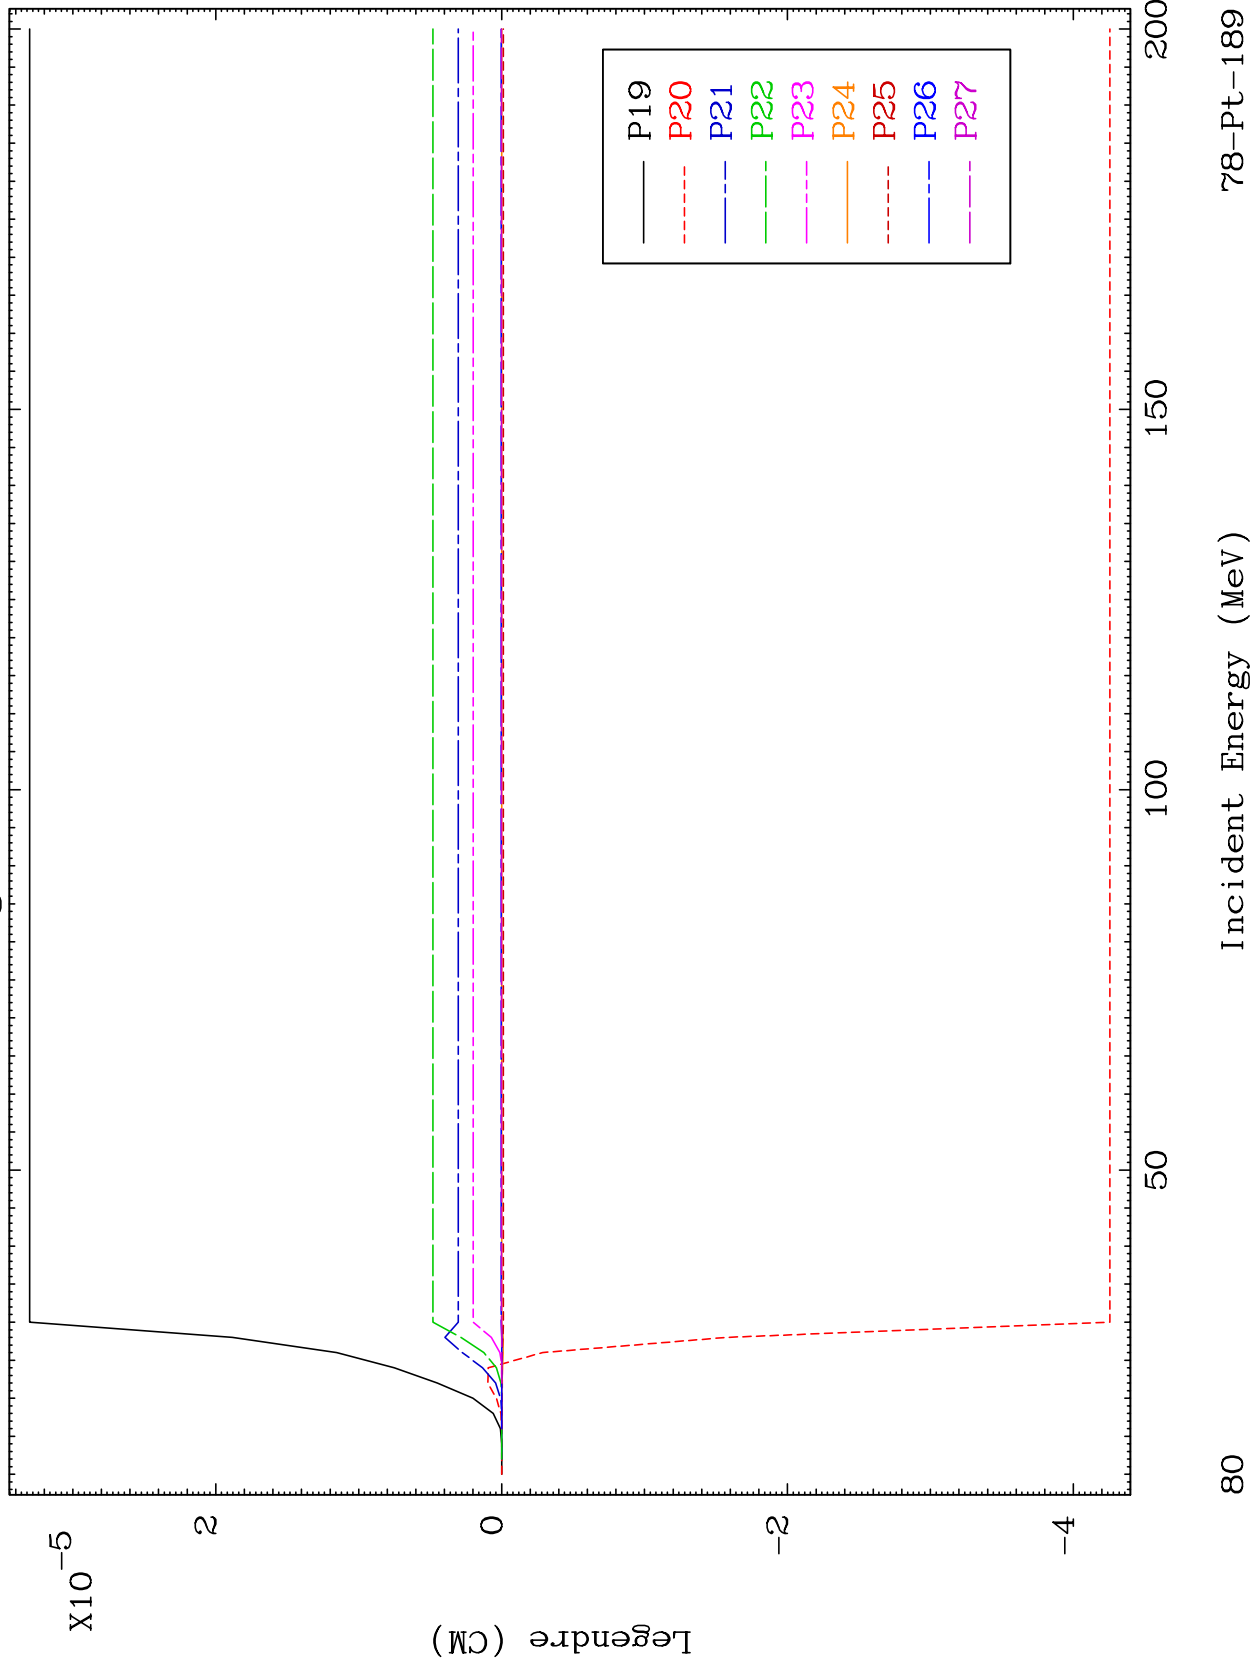 X10-5
2
0
-2
-4
Legendre (CM)
P19
P20
P21
P22
P23
P24
P25
P26
P27
50
100
150
200
Incident Energy (MeV)
80
78-Pt-189